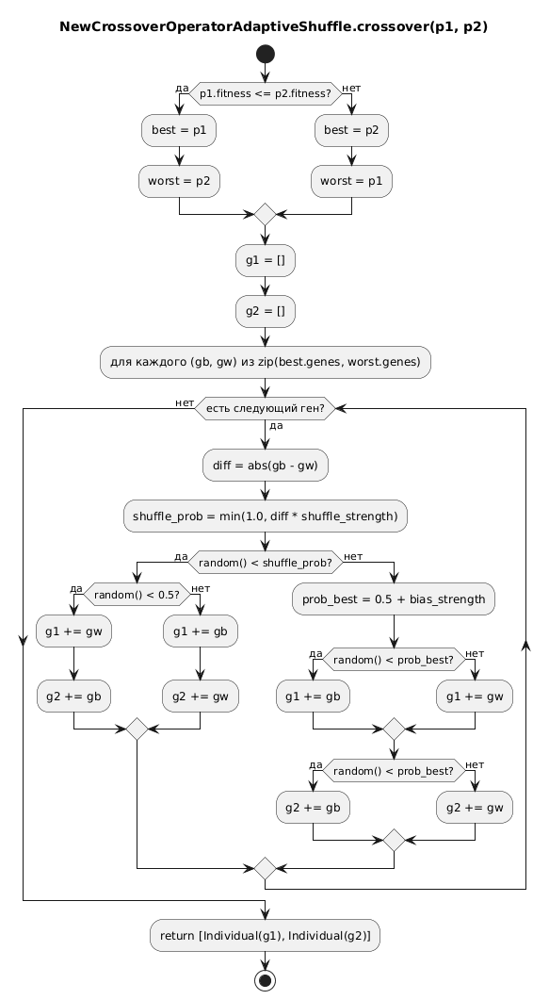 NewCrossoverOperatorAdaptiveShuffle.crossover(p1, p2)
да
p1.fitness <= p2.fitness?
нет
best = p1
best = p2
worst = p2
worst = p1
g1 = []
g2 = []
для каждого (gb, gw) из zip(best.genes, worst.genes)
нет
есть следующий ген?
да
diff = abs(gb - gw)
shuffle_prob = min(1.0, diff * shuffle_strength)
да
random() < shuffle_prob?
нет
да
random() < 0.5?
нет
prob_best = 0.5 + bias_strength
g1 += gw
g1 += gb
да
random() < prob_best?
нет
g2 += gb
g2 += gw
g1 += gb
g1 += gw
да
random() < prob_best?
нет
g2 += gb
g2 += gw
return [Individual(g1), Individual(g2)]